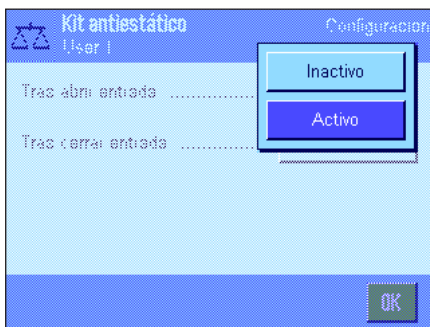 Kit antiestático
Configuración
User 1
Inactivo
Tras abrir entrada ..............
Activo
Tras cerrar entrada ..............
OK